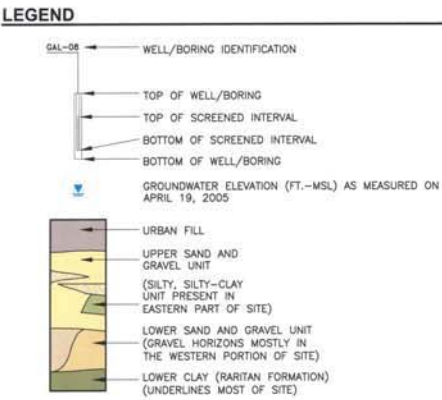 LEGEND
GAL-08
WELL/BORING IDENTIFICATION
TOP OF WELL/BORING
TOP OF SCREENED INTERVAL
BOTTOM OF SCREENED INTERVAL
BOTTOM OF WELL/BORING
GROUNDWATER ELEVATION (FT.-MSL) AS MEASURED ON
APRIL 19, 2005
URBAN FILL
UPPER SAND AND
GRAVEL UNIT
(SILTY, SILTY-CLAY
UNIT PRESENT IN
EASTERN PART OF SITE)
LOWER SAND AND GRAVEL UNIT
(GRAVEL HORIZONS MOSTLY IN
THE WESTERN PORTION OF SITE)
LOWER CLAY (RARITAN FORMATION)
(UNDERLINES MOST OF SITE)